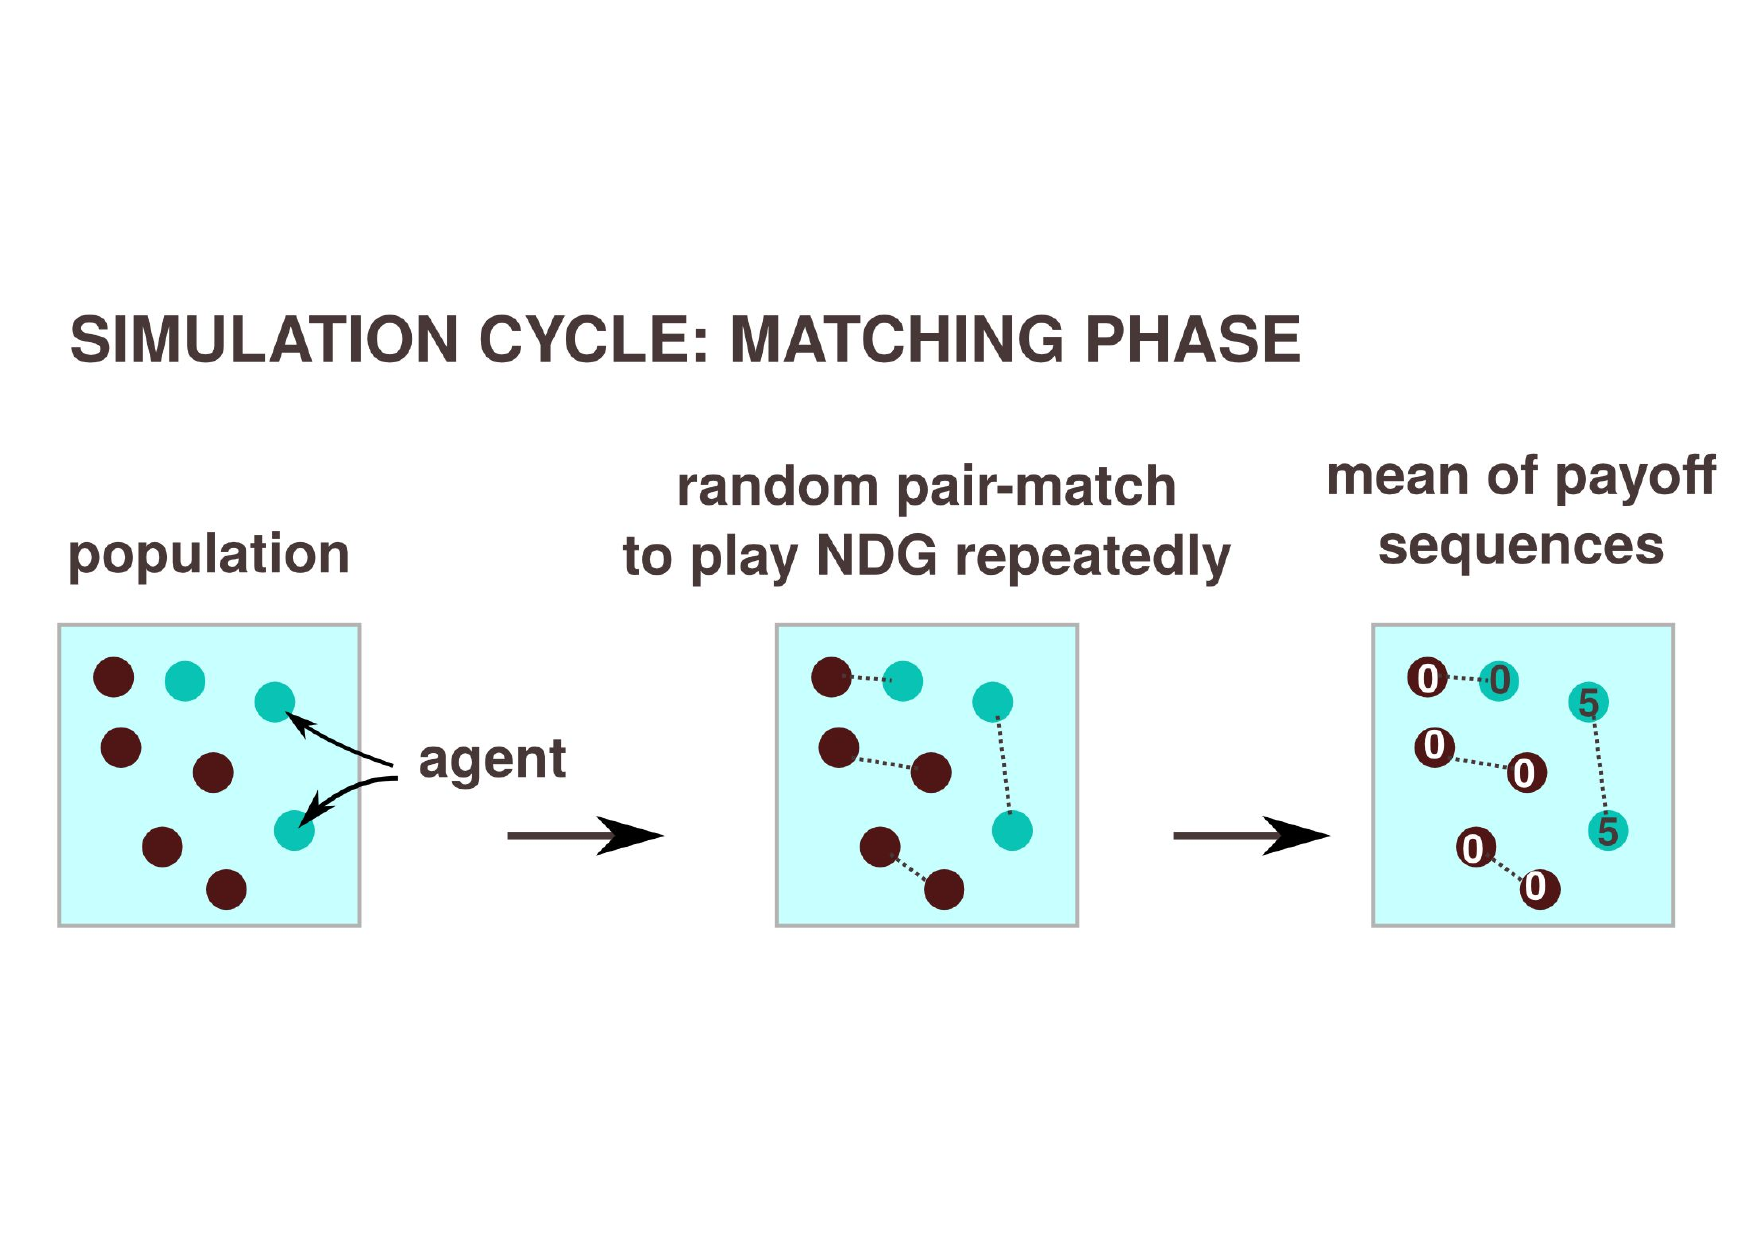 SIMULATION CYCLE: MATCHING PHASE
population
agent
random pair-match
to play NDG repeatedly
mean of payoff
sequences
0 0
5
0
0
5
0
0